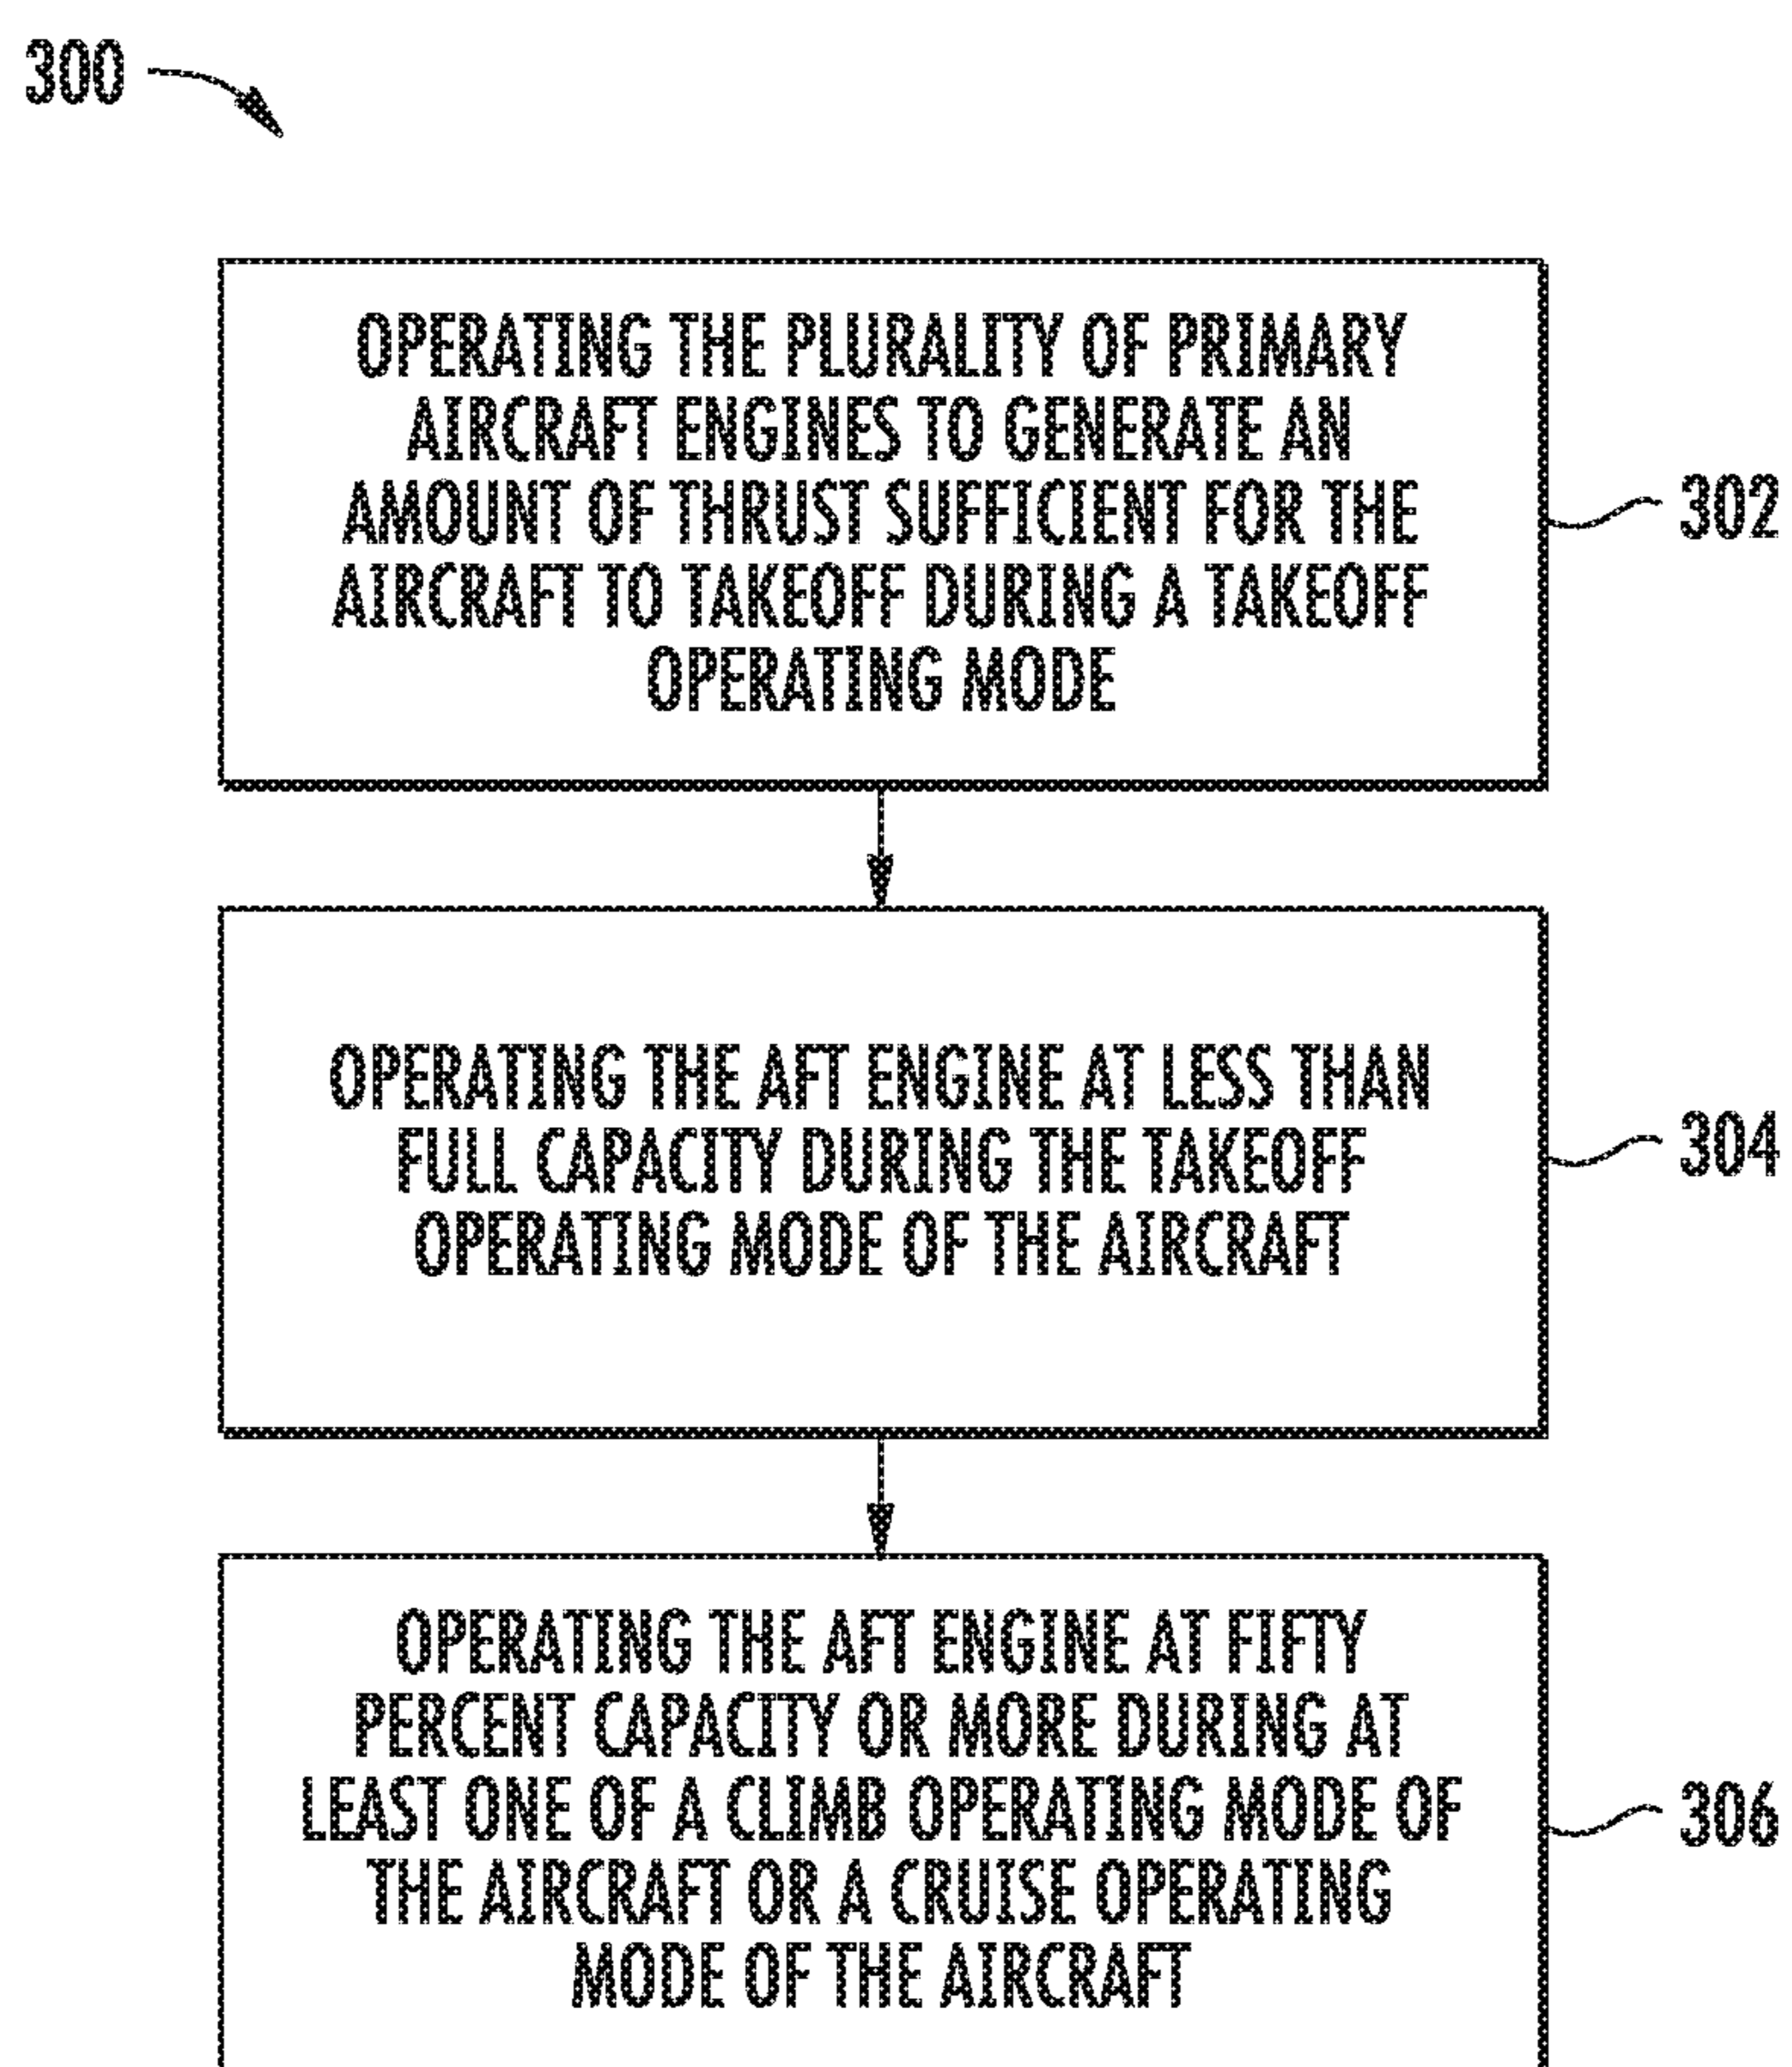 300
OPERATING THE PLURALITY OF PRIMARY
AIRCRAFT ENGINES TO GENERATE AN
AMOUNT OF THRUST SUFFICIENT FOR THE
AIRCRAFT TO TAKEOFF DURING A TAKEOFF
OPERATING MODE
302
OPERATING THE AFT ENGINE AT LESS THAN
FULL CAPACITY DURING THE TAKEOFF
OPERATING MODE OF THE AIRCRAFT
304
OPERATING THE AFT ENGINE AT FIFTY
PERCENT CAPACITY OR MORE DURING AT
LEAST ONE OF A CLIMB OPERATING MODE OF
THE AIRCRAFT OR A CRUISE OPERATING
MODE OF THE AIRCRAFT
306